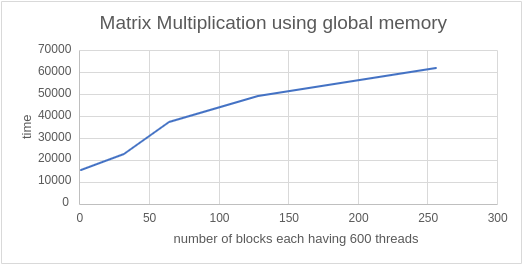 Matrix Multiplication using global memory
70000
60000
50000
40000
30000
20000
10000
0
time
0 50 100 150 200 250 300
number of blocks each having 600 threads